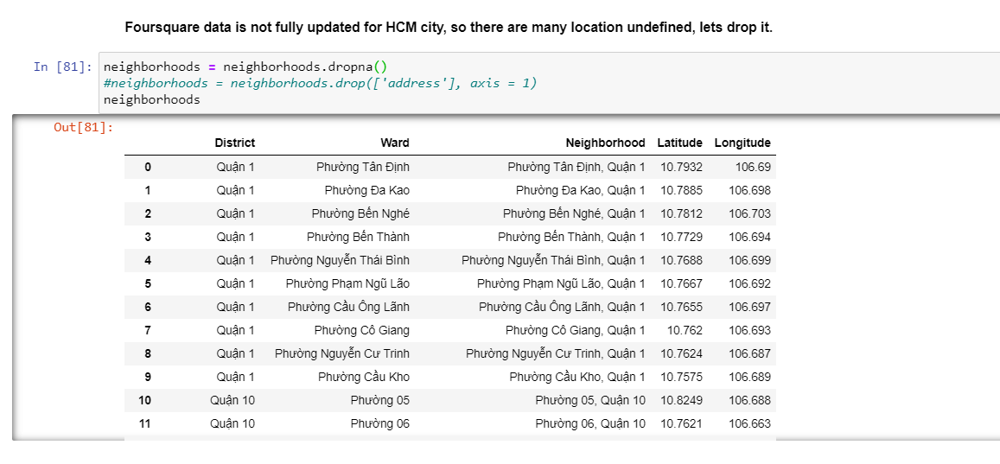 Foursquare data is not fully updated for HCM city, so there are many location undefined, lets drop it.
In [81]: neighborhoods = neighborhoods.dropna()
#neighborhoods = neighborhoods.drop(['address'], axis = 1)
neighborhoods
Out[81]:
District Ward Neighborhood Latitude Longitude
0 Quận 1 Phường Tân Định Phường Tân Định, Quận 1 10.7932 106.69
1 Quận 1 Phường Đa Kao Phường Đa Kao, Quận 1 10.7885 106.698
2 Quận 1 Phường Bến Nghé Phường Bến Nghé, Quận 1 10.7812 106.703
3 Quận 1 Phường Bến Thành Phường Bến Thành, Quận 1 10.7729 106.694
4 Quận 1 Phường Nguyễn Thái Bình Phường Nguyễn Thái Bình, Quận 1 10.7688 106.699
5 Quận 1 Phường Phạm Ngũ Lão Phường Phạm Ngũ Lão, Quận 1 10.7667 106.692
6 Quận 1 Phường Cầu Ông Lãnh Phường Cầu Ông Lãnh, Quận 1 10.7655 106.697
7 Quận 1 Phường Cô Giang Phường Cô Giang, Quận 1 10.762 106.693
8 Quận 1 Phường Nguyễn Cư Trinh Phường Nguyễn Cư Trinh, Quận 1 10.7624 106.687
9 Quận 1 Phường Cầu Kho Phường Cầu Kho, Quận 1 10.7575 106.689
10 Quận 10 Phường 05 Phường 05, Quận 10 10.8249 106.688
11 Quận 10 Phường 06 Phường 06, Quận 10 10.7621 106.663